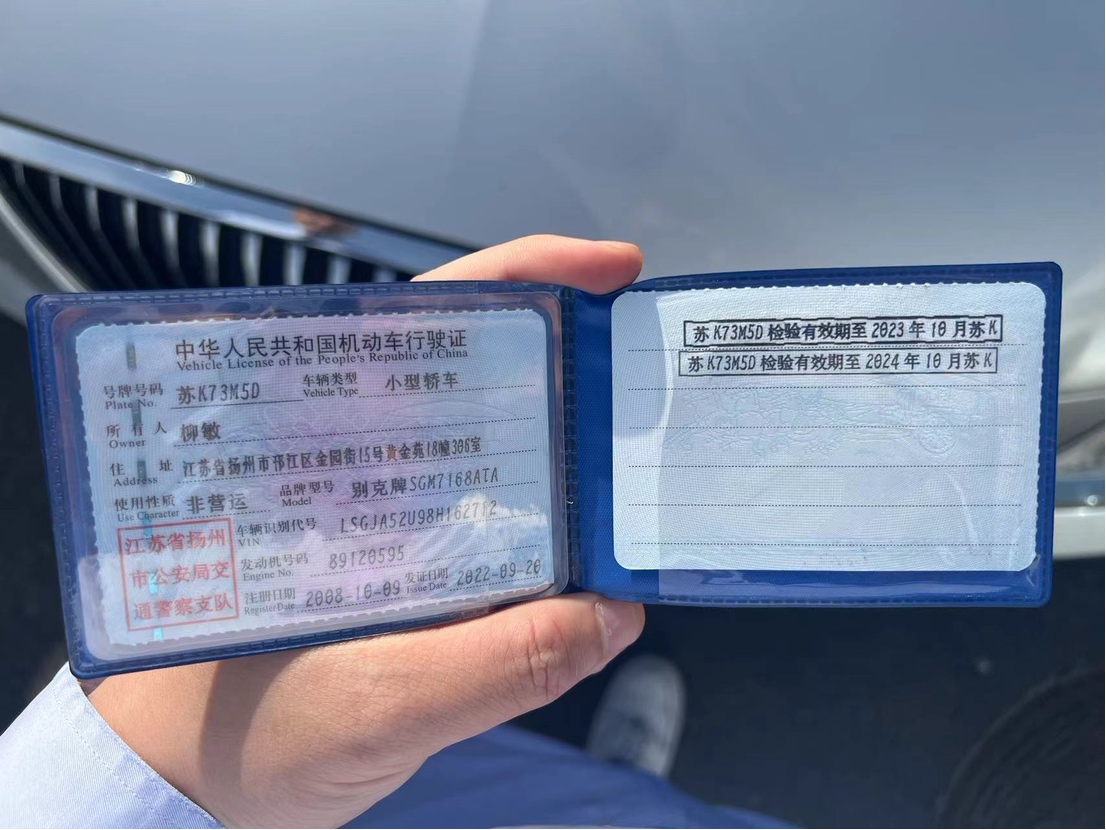 中华人民共和国机动车行驶证
Vehicle License of the People's Republic of China
号牌号码 苏K73M5D 车辆类型 小型轿车
Plate No. Vehicle Type
所有人 柳敏
Owner
住址 江苏省扬州市邗江区金园街15号黄金苑18幢306室
Address
使用性质 非营运 品牌型号 别克牌SGM7168ATA
Use Character Model
江苏省扬州
市公安局交
通警察支队
车辆识别代号 LSGJA52U98H162712
VIN
发动机号码 89120595
Engine No.
注册日期 2008-10-09 发证日期 2022-09-20
Register Date Issue Date
苏K73M5D 检验有效期至 2023 年 10 月苏K
苏K73M5D 检验有效期至 2024 年 10 月苏K